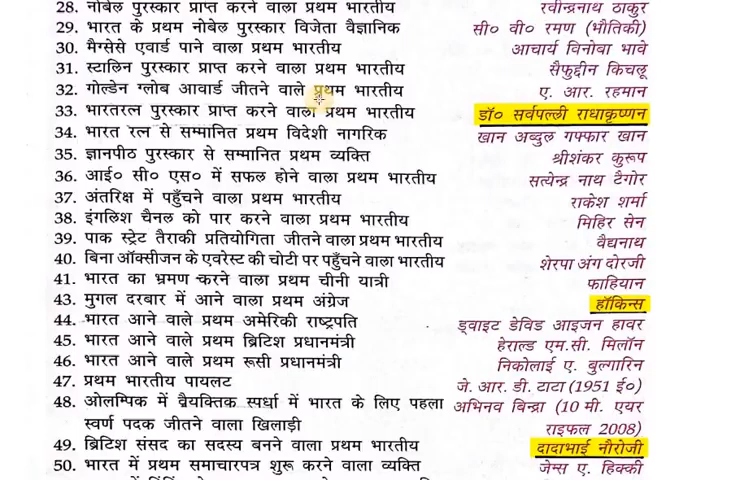 28. नोबेल पुरस्कार प्राप्त करने वाला प्रथम भारतीय रवीन्द्रनाथ ठाकुर
29. भारत के प्रथम नोबेल पुरस्कार विजेता वैज्ञानिक सी० वी० रमण (भौतिकी)
30. मैग्सेसे एवार्ड पाने वाला प्रथम भारतीय आचार्य विनोबा भावे
31. स्टालिन पुरस्कार प्राप्त करने वाला प्रथम भारतीय सैफुद्दीन किचलू
32. गोल्डेन ग्लोब आवार्ड जीतने वाले प्रथम भारतीय ए. आर. रहमान
33. भारतरत्न पुरस्कार प्राप्त करने वाला प्रथम भारतीय डॉ० सर्वपल्ली राधाकृष्णन
34. भारत रत्न से सम्मानित प्रथम विदेशी नागरिक खान अब्दुल गफ्फार खान
35. ज्ञानपीठ पुरस्कार से सम्मानित प्रथम व्यक्ति श्रीशंकर कुरूप
36. आई० सी० एस० में सफल होने वाला प्रथम भारतीय सत्येन्द्र नाथ टैगोर
37. अंतरिक्ष में पहुँचने वाला प्रथम भारतीय राकेश शर्मा
38. इंगलिश चैनल को पार करने वाला प्रथम भारतीय मिहिर सेन
39. पाक स्ट्रेट तैराकी प्रतियोगिता जीतने वाला प्रथम भारतीय वैद्यनाथ
40. बिना ऑक्सीजन के एवरेस्ट की चोटी पर पहुँचने वाला भारतीय शेरपा अंग दोरजी
41. भारत का भ्रमण करने वाला प्रथम चीनी यात्री फाहियान
43. मुगल दरबार में आने वाला प्रथम अंग्रेज हॉकिन्स
44. भारत आने वाले प्रथम अमेरिकी राष्ट्रपति ड्वाइट डेविड आइजन हावर
45. भारत आने वाले प्रथम ब्रिटिश प्रधानमंत्री हेराल्ड एम.सी. मिलॉन
46. भारत आने वाले प्रथम रूसी प्रधानमंत्री निकोलाई ए. बुल्गारिन
47. प्रथम भारतीय पायलट जे. आर. डी. टाटा (1951 ई०)
48. ओलम्पिक में वैयक्तिक स्पर्धा में भारत के लिए पहला अभिनव बिन्द्रा (10 मी. एयर
स्वर्ण पदक जीतने वाला खिलाड़ी राइफल 2008)
49. ब्रिटिश संसद का सदस्य बनने वाला प्रथम भारतीय दादाभाई नौरोजी
50. भारत में प्रथम समाचारपत्र शुरू करने वाला व्यक्ति जेम्स ए. हिक्की